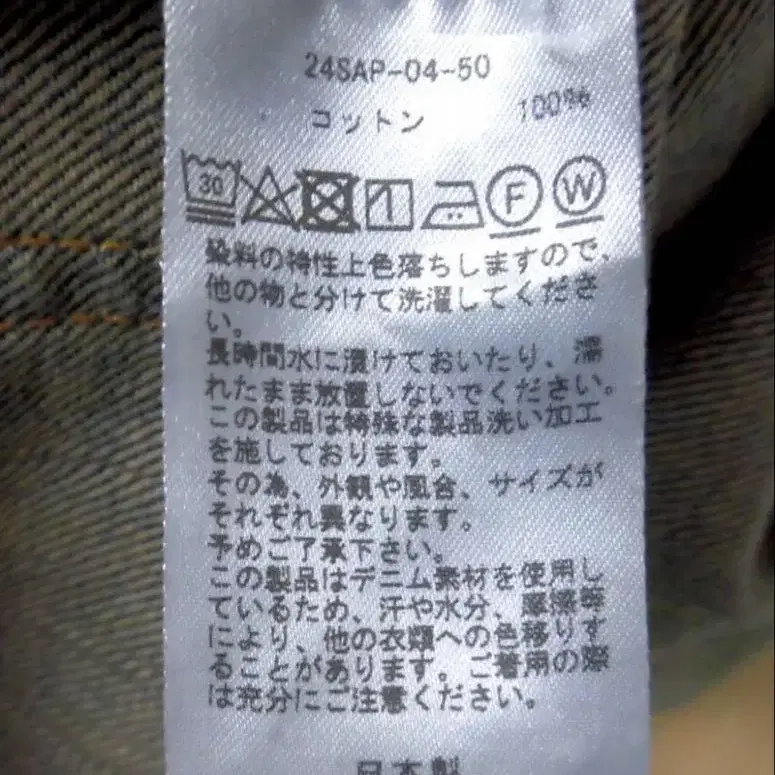 24SAP-04-50
コットン 100%
30 F W
染料の特性上色落ちしますので、
他の物と分けて洗濯してくださ
い。
長時間水に漬けておいたり、濡
れたまま放置しないでください。
この製品は特殊な製品洗い加工
を施しております。
その為、外観や風合、サイズが
それぞれ異なります。
予めご了承下さい。
この製品はデニム素材を使用し
ているため、汗や水分、摩擦等
により、他の衣類への色移りす
ることがあります。ご着用の際
は充分にご注意ください。
日本製